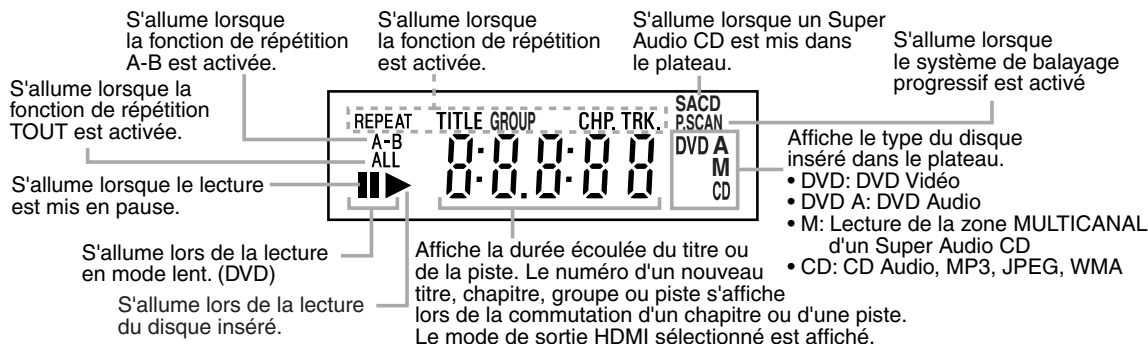 S'allume lorsque
la fonction de répétition
A-B est activée.
S'allume lorsque
la fonction de répétition
est activée.
S'allume lorsque un Super
Audio CD est mis dans
le plateau.
S'allume lorsque
le système de balayage
progressif est activé
S'allume lorsque la
fonction de répétition
TOUT est activée.
S'allume lorsque le lecture
est mis en pause.
REPEAT TITLE GROUP CHP. TRK. SACD
P.SCAN
A-B
ALL
DVD A
M
CD
8:8.8:8 8
Affiche le type du disque
inséré dans le plateau.
• DVD: DVD Vidéo
• DVD A: DVD Audio
• M: Lecture de la zone MULTICANAL
d'un Super Audio CD
• CD: CD Audio, MP3, JPEG, WMA
S'allume lors de la lecture
en mode lent. (DVD)
S'allume lors de la lecture
du disque inséré.
Affiche la durée écoulée du titre ou
de la piste. Le numéro d'un nouveau
titre, chapitre, groupe ou piste s'affiche
lors de la commutation d'un chapitre ou d'une piste.
Le mode de sortie HDMI sélectionné est affiché.